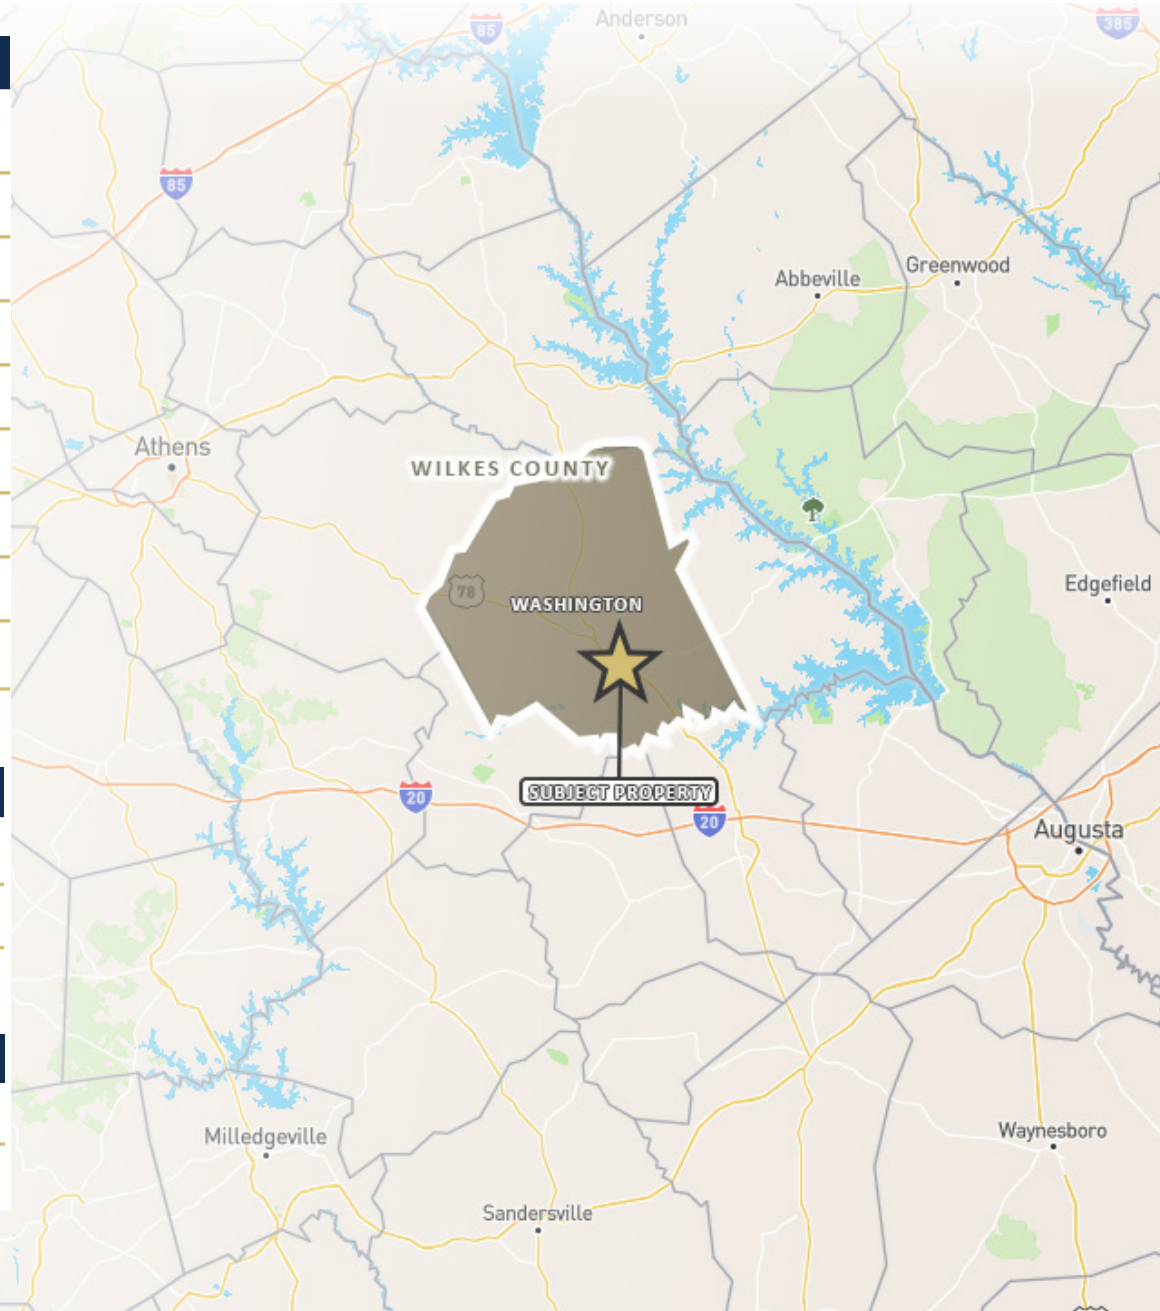 85
Anderson
385
85
Abbeville
Greenwood
Athens
WILKES COUNTY
78
WASHINGTON
Edgefield
SUBJECT PROPERTY
20
20
Augusta
Milledgeville
Waynesboro
Sandersville